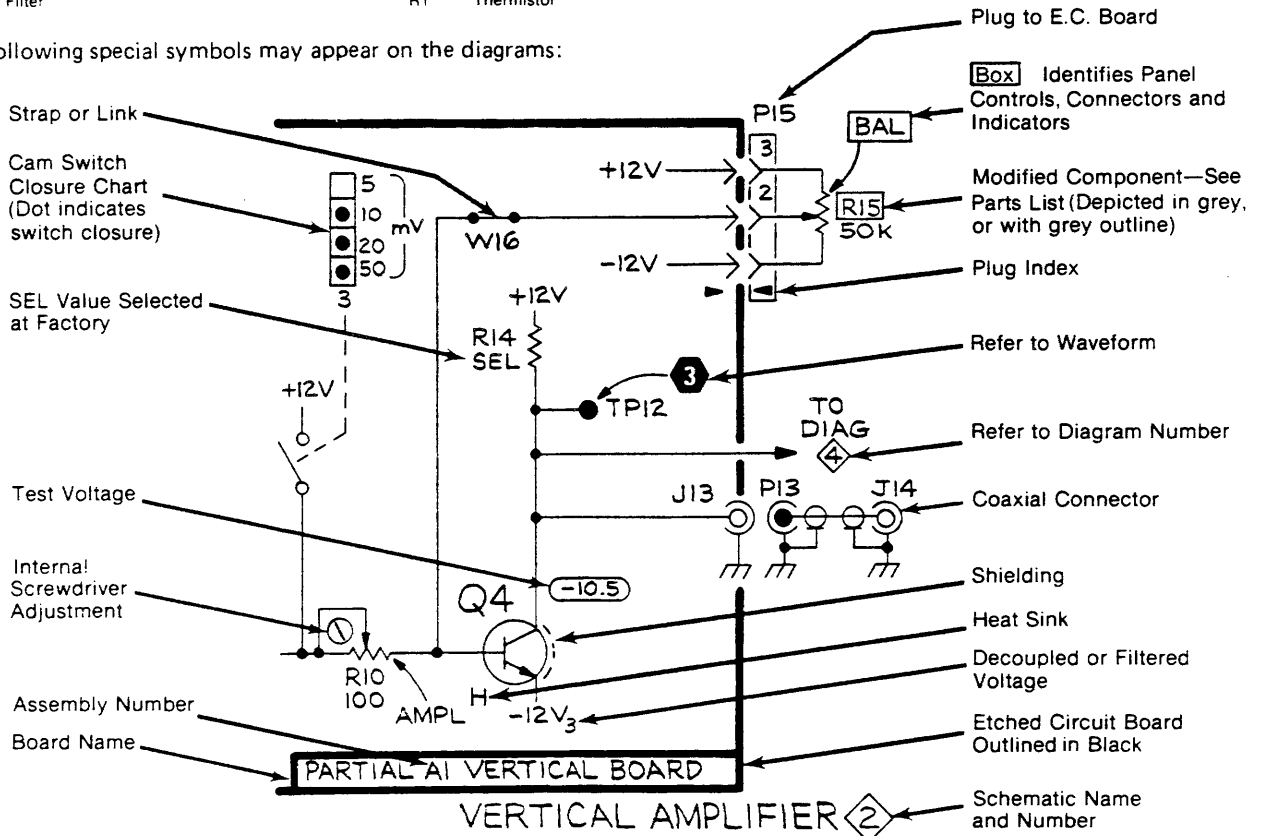 Filter
RT Thermistor
ollowing special symbols may appear on the diagrams:
Plug to E.C. Board
Box Identifies Panel
Controls, Connectors and
Indicators
Strap or Link
Cam Switch
Closure Chart
(Dot indicates
switch closure)
5
10
20
50
mV
3
SEL Value Selected
at Factory
+12V
Test Voltage
Internal
Screwdriver
Adjustment
R10
100
AMPL
Assembly Number
Board Name
W16
+12V
R14
SEL
3
TP12
-10.5
Q4
H
-12V3
+12V
-12V
P15
3
2
BAL
R15
50K
Modified Component—See
Parts List (Depicted in grey,
or with grey outline)
Plug Index
Refer to Waveform
TO
DIAG
4
Refer to Diagram Number
J13
P13
J14
Coaxial Connector
Shielding
Heat Sink
Decoupled or Filtered
Voltage
Etched Circuit Board
Outlined in Black
PARTIAL A1 VERTICAL BOARD
VERTICAL AMPLIFIER 2
Schematic Name
and Number